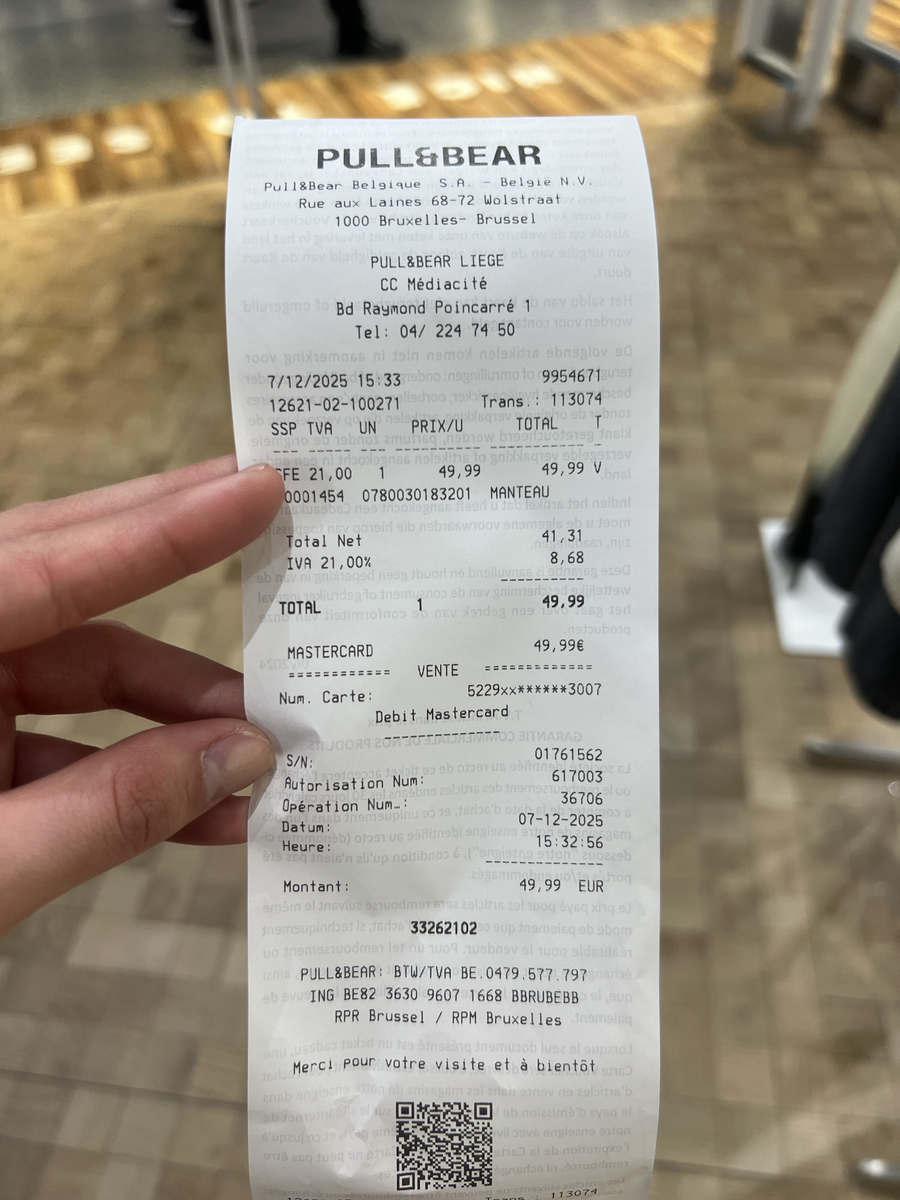 PULL&BEAR
Pull&Bear Belgique S.A. - België N.V.
Rue aux Laines 68-72 Wolstraat
1000 Bruxelles- Brussel
PULL&BEAR LIEGE
CC Médiacité
Bd Raymond Poincarré 1
Tel: 04/ 224 74 50
7/12/2025 15:33 9954671
12621-02-100271 Trans.: 113074
SSP TVA UN PRIX/U TOTAL T
--- ---- ---- -------- ---------- -
FE 21,00 1 49,99 49,99 V
0001454 0780030183201 MANTEAU
Total Net 41,31
IVA 21,00% 8,68
----------
TOTAL 1 49,99
MASTERCARD 49,99€
============ VENTE =============
Num. Carte: 5229xx******3007
Debit Mastercard
--------------
S/N: 01761562
Autorisation Num: 617003
Opération Num_: 36706
Datum: 07-12-2025
Heure: 15:32:56
--------------
Montant: 49,99 EUR
33262102
PULL&BEAR: BTW/TVA BE.0479.577.797
ING BE82 3630 9607 1668 BBRUBEBB
RPR Brussel / RPM Bruxelles
Merci pour votre visite et à bientôt
Trans.: 113074